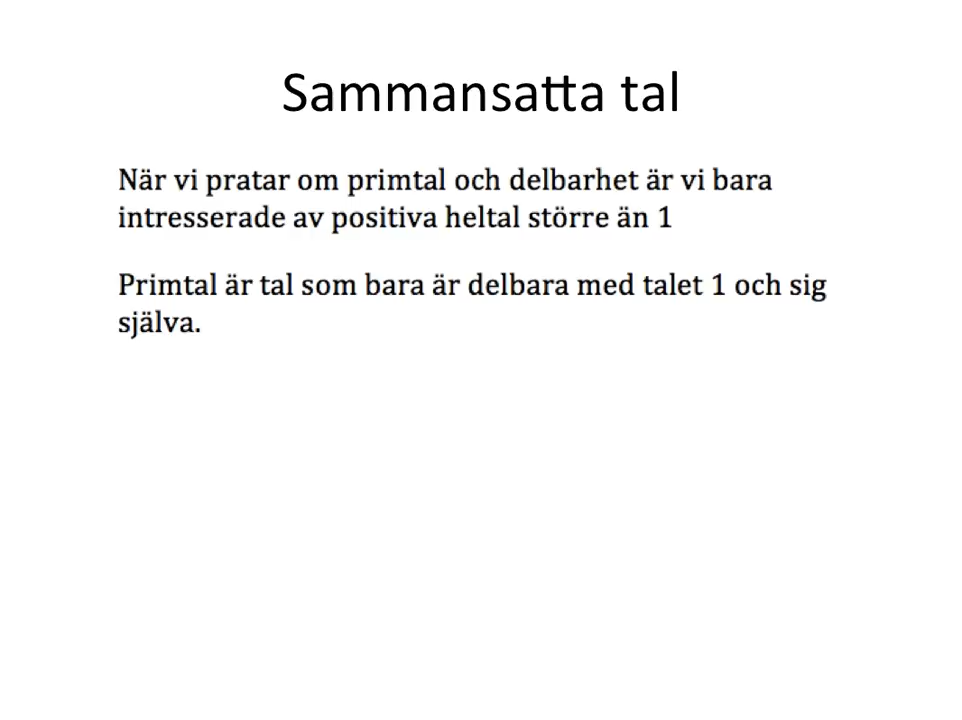 Sammansatta tal
När vi pratar om primtal och delbarhet är vi bara
intresserade av positiva heltal större än 1
Primtal är tal som bara är delbara med talet 1 och sig
själva.